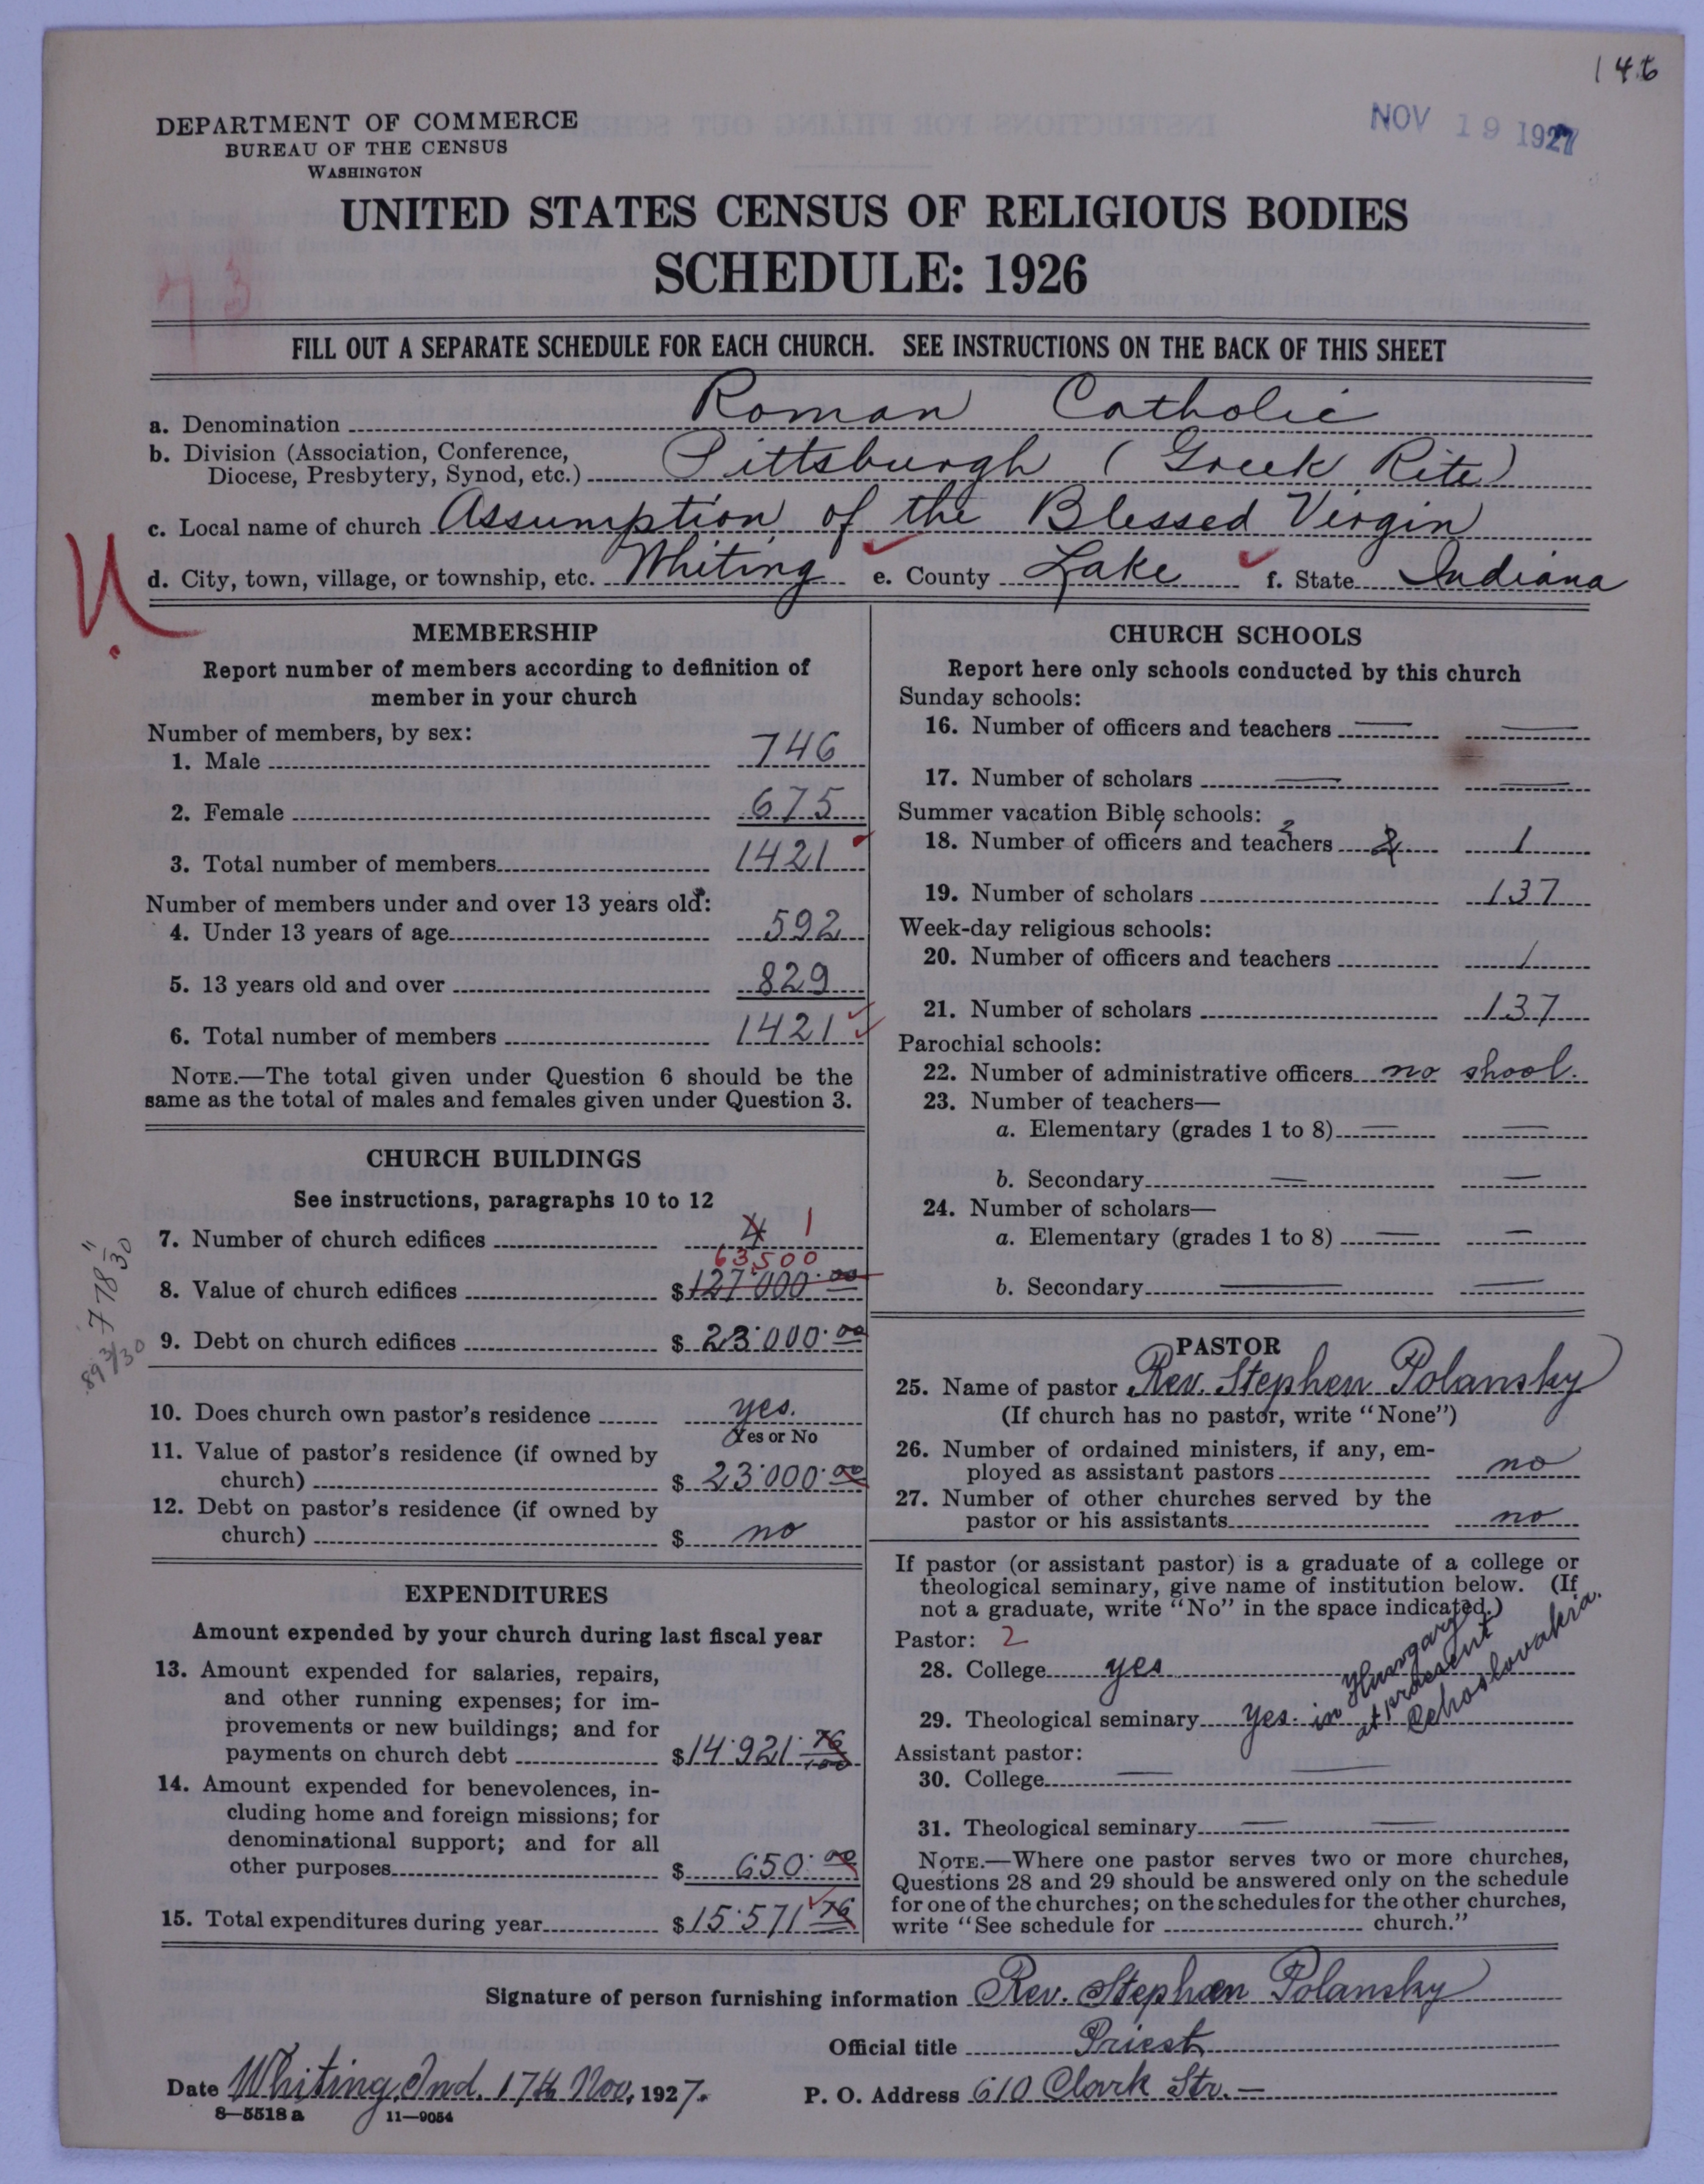 146
NOV 19 1927
DEPARTMENT OF COMMERCE
BUREAU OF THE CENSUS
WASHINGTON
UNITED STATES CENSUS OF RELIGIOUS BODIES
SCHEDULE: 1926
FILL OUT A SEPARATE SCHEDULE FOR EACH CHURCH. SEE INSTRUCTIONS ON THE BACK OF THIS SHEET
a. Denomination Roman Catholic
b. Division (Association, Conference,
Diocese, Presbytery, Synod, etc.) Pittsburgh (Greek Rite)
c. Local name of church Assumption of the Blessed Virgin
d. City, town, village, or township, etc. Whiting e. County Lake f. State Indiana
MEMBERSHIP
Report number of members according to definition of
member in your church
Number of members, by sex:
1. Male 746
2. Female 675
3. Total number of members 1421
Number of members under and over 13 years old:
4. Under 13 years of age 592
5. 13 years old and over 829
6. Total number of members 1421
NOTE.—The total given under Question 6 should be the
same as the total of males and females given under Question 3.
CHURCH BUILDINGS
See instructions, paragraphs 10 to 12
7. Number of church edifices 4 1
63,500
8. Value of church edifices $127·000·00
9. Debt on church edifices $ 23·000·00
10. Does church own pastor's residence yes.
Yes or No
11. Value of pastor's residence (if owned by
church) $ 23·000·00
12. Debt on pastor's residence (if owned by
church) $ no
EXPENDITURES
Amount expended by your church during last fiscal year
13. Amount expended for salaries, repairs,
and other running expenses; for im-
provements or new buildings; and for
payments on church debt $14·921·76/100
14. Amount expended for benevolences, in-
cluding home and foreign missions; for
denominational support; and for all
other purposes $ 650·00
15. Total expenditures during year $15·571·76
CHURCH SCHOOLS
Report here only schools conducted by this church
Sunday schools:
16. Number of officers and teachers
17. Number of scholars
Summer vacation Bible schools:
18. Number of officers and teachers 2 1
19. Number of scholars 137
Week-day religious schools:
20. Number of officers and teachers 1
21. Number of scholars 137
Parochial schools:
22. Number of administrative officers no shool.
23. Number of teachers—
a. Elementary (grades 1 to 8)
b. Secondary
24. Number of scholars—
a. Elementary (grades 1 to 8)
b. Secondary
PASTOR
25. Name of pastor Rev. Stephen Polansky
(If church has no pastor, write "None")
26. Number of ordained ministers, if any, em-
ployed as assistant pastors no
27. Number of other churches served by the
pastor or his assistants no
If pastor (or assistant pastor) is a graduate of a college or
theological seminary, give name of institution below. (If
not a graduate, write "No" in the space indicated.)
Pastor: 2
28. College yes
29. Theological seminary yes. in Hungary
at present
Cehoslovakia.
Assistant pastor:
30. College
31. Theological seminary
NOTE.—Where one pastor serves two or more churches,
Questions 28 and 29 should be answered only on the schedule
for one of the churches; on the schedules for the other churches,
write "See schedule for church."
Signature of person furnishing information Rev. Stephen Polansky
Official title Priest
Date Whiting, Ind. 17th Nov., 1927.
P. O. Address 610 Clark Str.—
8—5518 a 11—9054